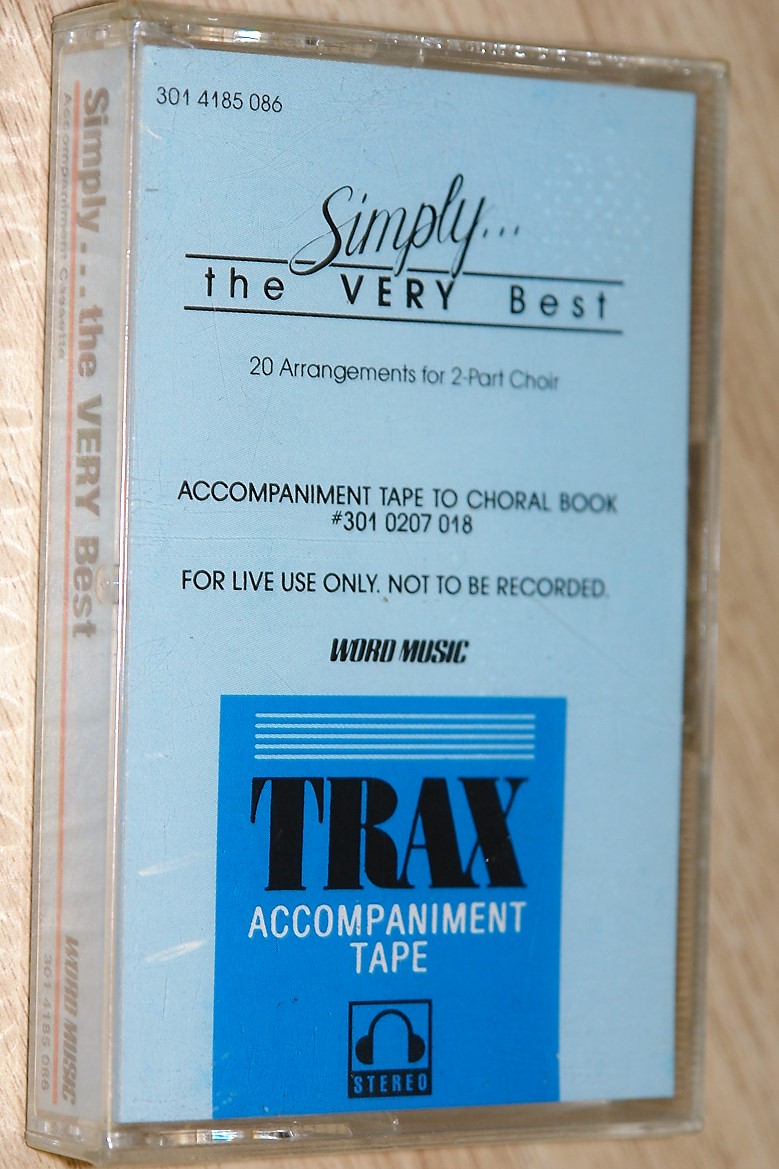 301 4185 086
Simply...
the VERY Best
20 Arrangements for 2-Part Choir
ACCOMPANIMENT TAPE TO CHORAL BOOK
#301 0207 018
FOR LIVE USE ONLY. NOT TO BE RECORDED.
WORD MUSIC
TRAX
ACCOMPANIMENT
TAPE
STEREO
Simply...the VERY Best
Accompaniment Cassette
WORD MUSIC
301 4185 086